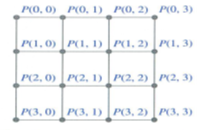 P(0, 0) P(0, 1) P(0, 2) P(0, 3)
P(1, 0) P(1, 1) P(1, 2) P(1, 3)
P(2, 0) P(2, 1) P(2, 2) P(2, 3)
P(3, 0) P(3, 1) P(3, 2) P(3, 3)